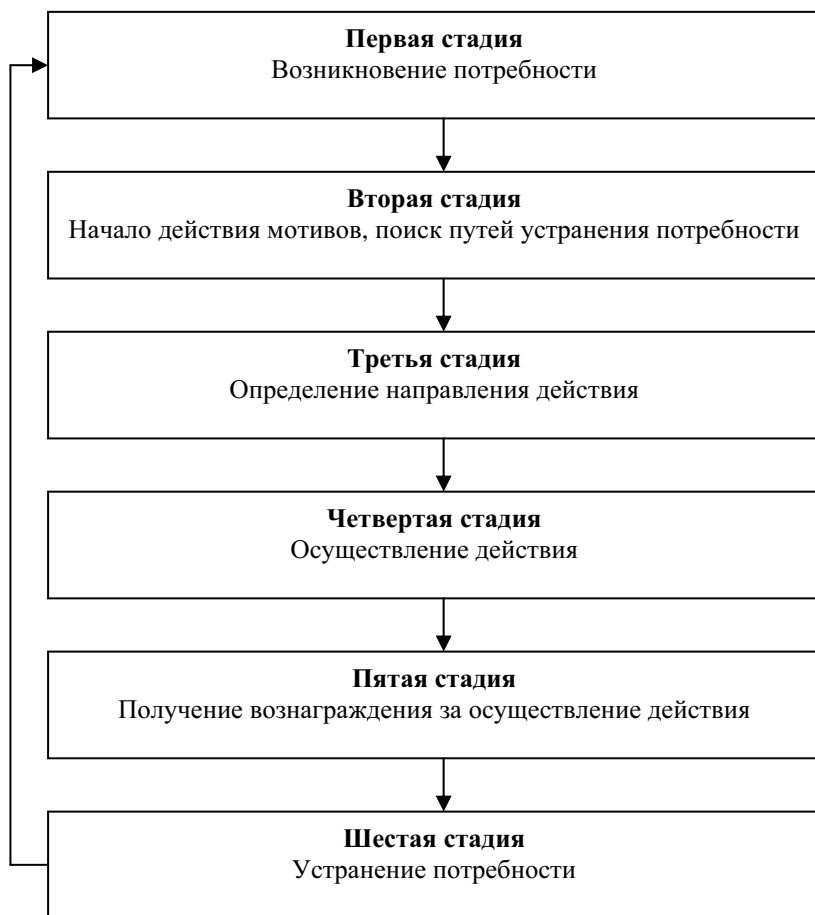 Первая стадия
Возникновение потребности
Вторая стадия
Начало действия мотивов, поиск путей устранения потребности
Третья стадия
Определение направления действия
Четвертая стадия
Осуществление действия
Пятая стадия
Получение вознаграждения за осуществление действия
Шестая стадия
Устранение потребности